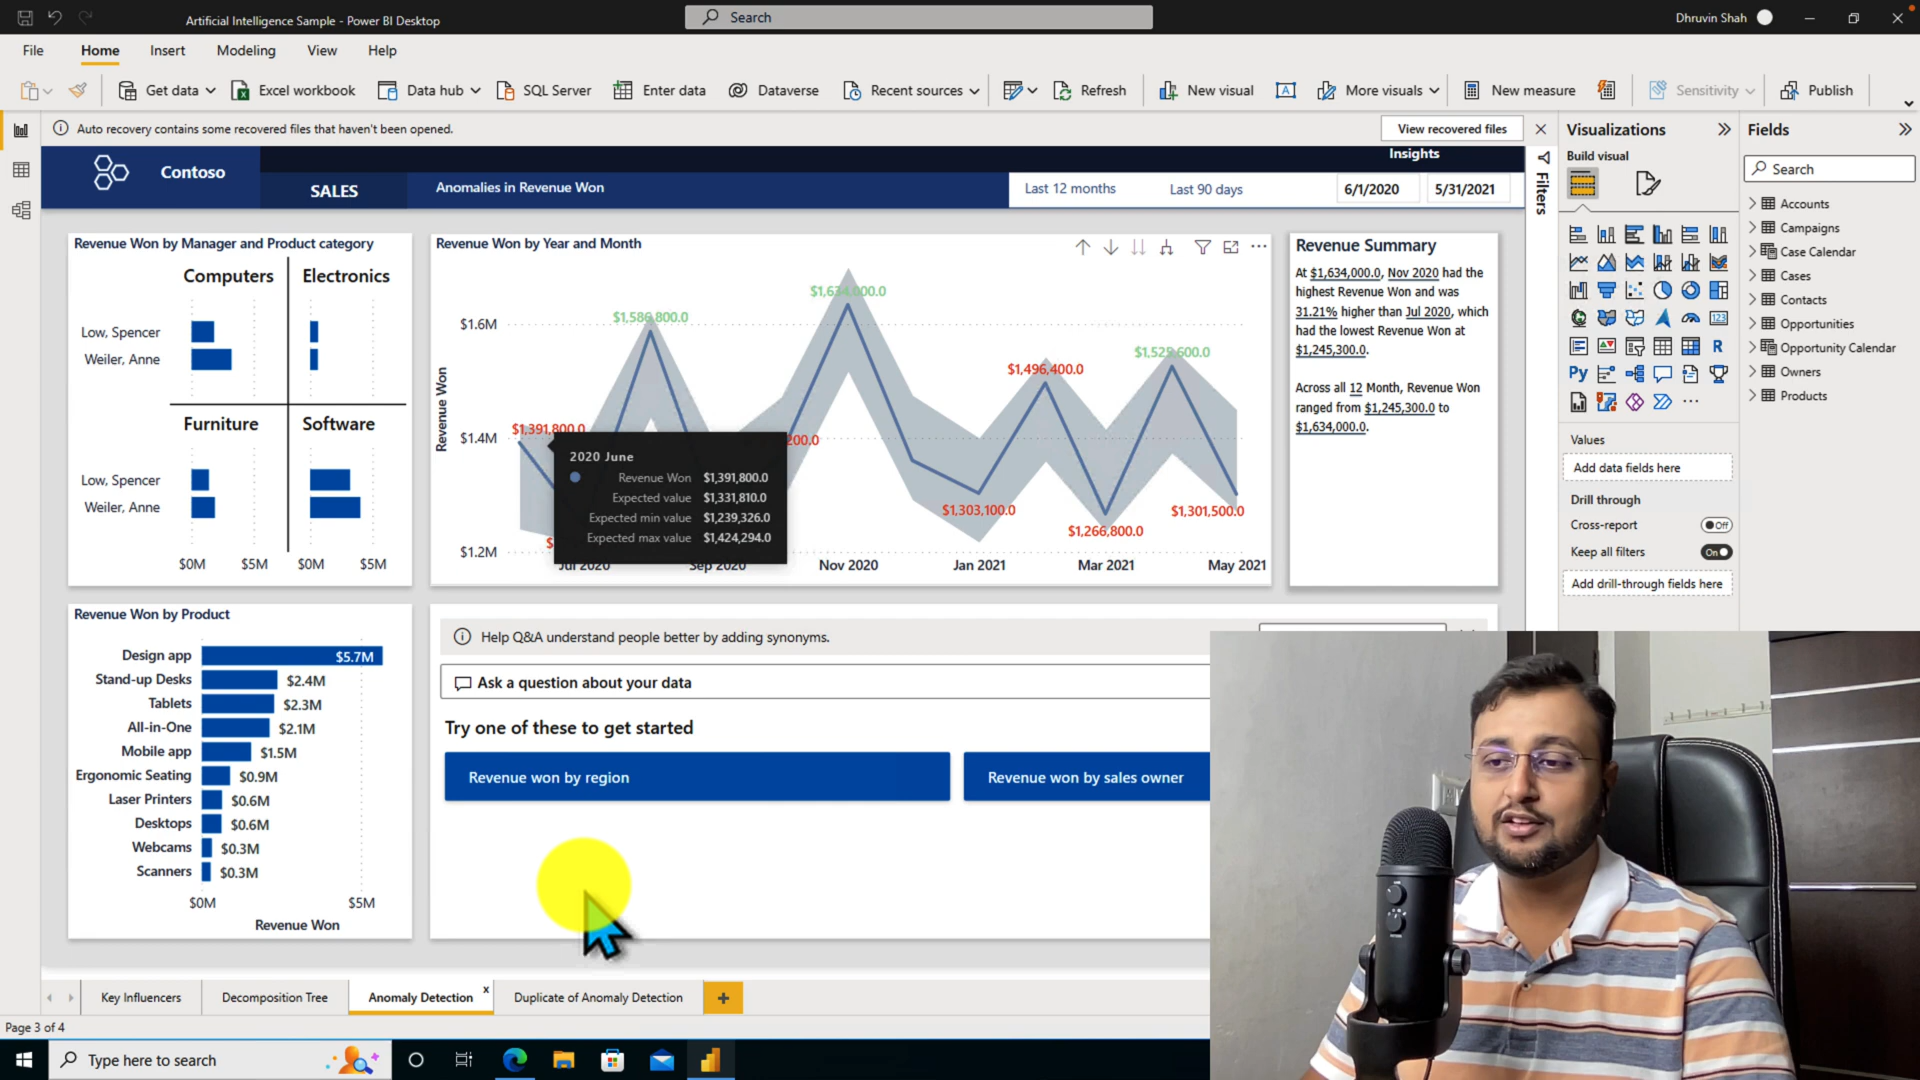 Artificial Intelligence Sample - Power BI Desktop
Search
Dhruvin Shah
File
Home
Insert
Modeling
View
Help
Get data
Excel workbook
Data hub
SQL Server
Enter data
Dataverse
Recent sources
Refresh
New visual
More visuals
New measure
Sensitivity
Publish
Auto recovery contains some recovered files that haven't been opened.
View recovered files
Contoso
SALES
Anomalies in Revenue Won
Insights
Last 12 months
Last 90 days
6/1/2020
5/31/2021
Filters
Revenue Won by Manager and Product category
Computers
Electronics
Low, Spencer
Weiler, Anne
Furniture
Software
Low, Spencer
Weiler, Anne
$0M
$5M
$0M
$5M
Revenue Won by Year and Month
Revenue Won
$1.6M
$1.4M
$1.2M
$1,391,800.0
$1,586,800.0
200.0
$1,634,000.0
$1,303,100.0
$1,496,400.0
$1,266,800.0
$1,525,600.0
$1,301,500.0
2020 June
Revenue Won $1,391,800.0
Expected value $1,331,810.0
Expected min value $1,239,326.0
Expected max value $1,424,294.0
Jul 2020
Sep 2020
Nov 2020
Jan 2021
Mar 2021
May 2021
Revenue Summary
At $1,634,000.0, Nov 2020 had the
highest Revenue Won and was
31.21% higher than Jul 2020, which
had the lowest Revenue Won at
$1,245,300.0.
Across all 12 Month, Revenue Won
ranged from $1,245,300.0 to
$1,634,000.0.
Revenue Won by Product
Design app $5.7M
Stand-up Desks $2.4M
Tablets $2.3M
All-in-One $2.1M
Mobile app $1.5M
Ergonomic Seating $0.9M
Laser Printers $0.6M
Desktops $0.6M
Webcams $0.3M
Scanners $0.3M
$0M
$5M
Revenue Won
Help Q&A understand people better by adding synonyms.
Ask a question about your data
Try one of these to get started
Revenue won by region
Revenue won by sales owner
Visualizations
Build visual
123
R
Py
Values
Add data fields here
Drill through
Cross-report
Off
Keep all filters
On
Add drill-through fields here
Fields
Search
Accounts
Campaigns
Case Calendar
Cases
Contacts
Opportunities
Opportunity Calendar
Owners
Products
Key Influencers
Decomposition Tree
Anomaly Detection
x
Duplicate of Anomaly Detection
+
Page 3 of 4
Type here to search